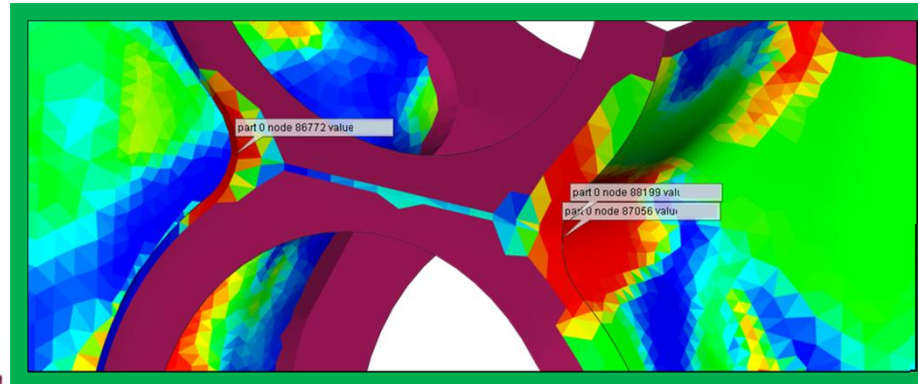 part 0 node 86772 value
part 0 node 88199 valu
part 0 node 87056 valu